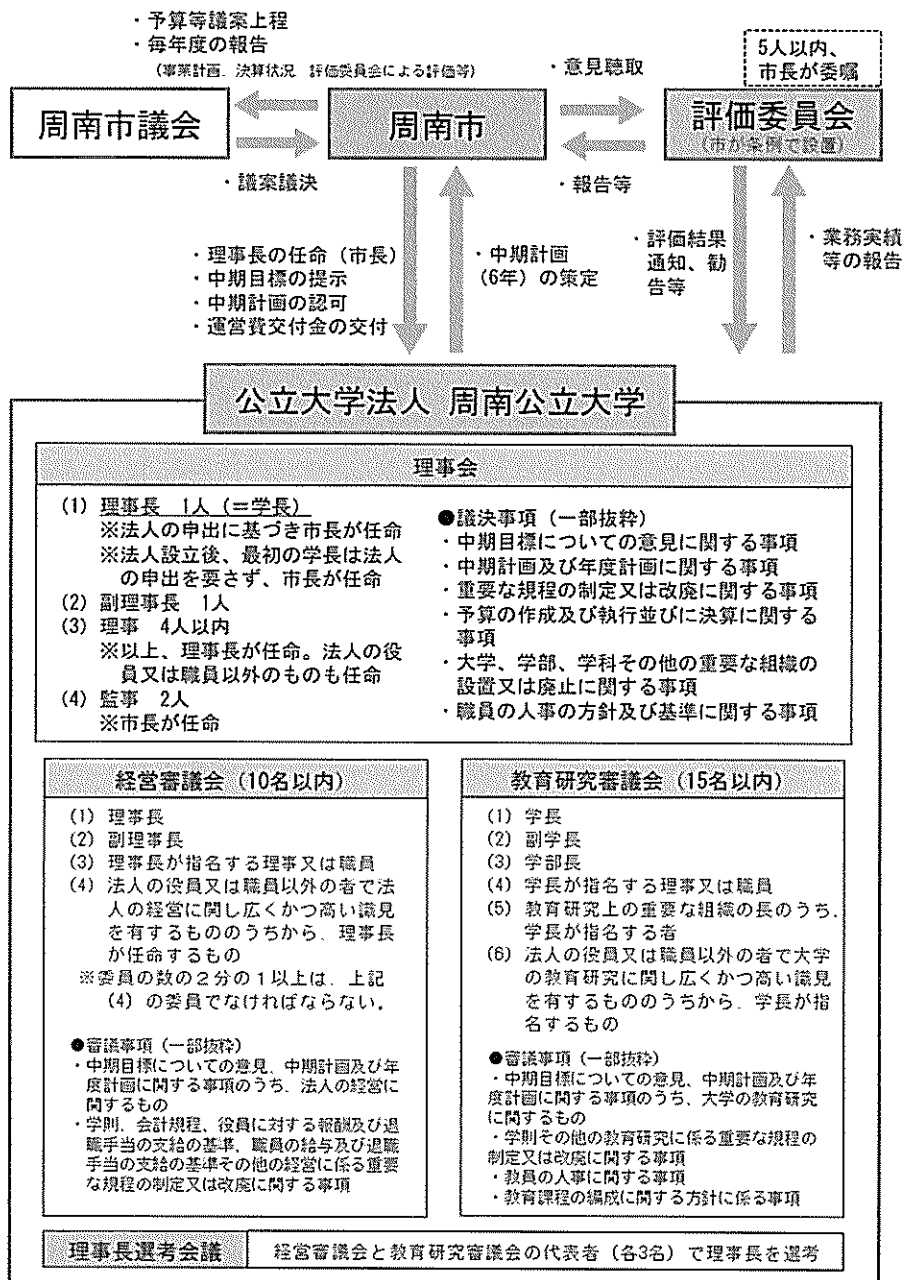 ・予算等議案上程
・毎年度の報告
（事業計画、決算状況、評価委員会による評価等）
・意見聴取
5人以内、
市長が委嘱
周南市議会
周南市
評価委員会
（市が条例で設置）
・議案議決
・報告等
・理事長の任命（市長）
・中期目標の提示
・中期計画の認可
・運営費交付金の交付
・中期計画
（6年）の策定
・評価結果
通知、勧
告等
・業務実績
等の報告
公立大学法人 周南公立大学
理事会
(1) 理事長 1人（＝学長）
※法人の申出に基づき市長が任命
※法人設立後、最初の学長は法人
の申出を要さず、市長が任命
(2) 副理事長 1人
(3) 理事 4人以内
※以上、理事長が任命。法人の役
員又は職員以外のものも任命
(4) 監事 2人
※市長が任命
●議決事項（一部抜粋）
・中期目標についての意見に関する事項
・中期計画及び年度計画に関する事項
・重要な規程の制定又は改廃に関する事項
・予算の作成及び執行並びに決算に関する
事項
・大学、学部、学科その他の重要な組織の
設置又は廃止に関する事項
・職員の人事の方針及び基準に関する事項
経営審議会（10名以内）
(1) 理事長
(2) 副理事長
(3) 理事長が指名する理事又は職員
(4) 法人の役員又は職員以外の者で法
人の経営に関し広くかつ高い識見
を有するもののうちから、理事長
が任命するもの
※委員の数の２分の１以上は、上記
（4）の委員でなければならない。
●審議事項（一部抜粋）
・中期目標についての意見、中期計画及び年
度計画に関する事項のうち、法人の経営に
関するもの
・学則、会計規程、役員に対する報酬及び退
職手当の支給の基準、職員の給与及び退職
手当の支給の基準その他の経営に係る重要
な規程の制定又は改廃に関する事項
教育研究審議会（15名以内）
(1) 学長
(2) 副学長
(3) 学部長
(4) 学長が指名する理事又は職員
(5) 教育研究上の重要な組織の長のうち、
学長が指名する者
(6) 法人の役員又は職員以外の者で大学
の教育研究に関し広くかつ高い識見
を有するもののうちから、学長が指
名するもの
●審議事項（一部抜粋）
・中期目標についての意見、中期計画及び年
度計画に関する事項のうち、大学の教育研究
に関するもの
・学則その他の教育研究に係る重要な規程の
制定又は改廃に関する事項
・教員の人事に関する事項
・教育課程の編成に関する方針に係る事項
理事長選考会議
経営審議会と教育研究審議会の代表者（各3名）で理事長を選考